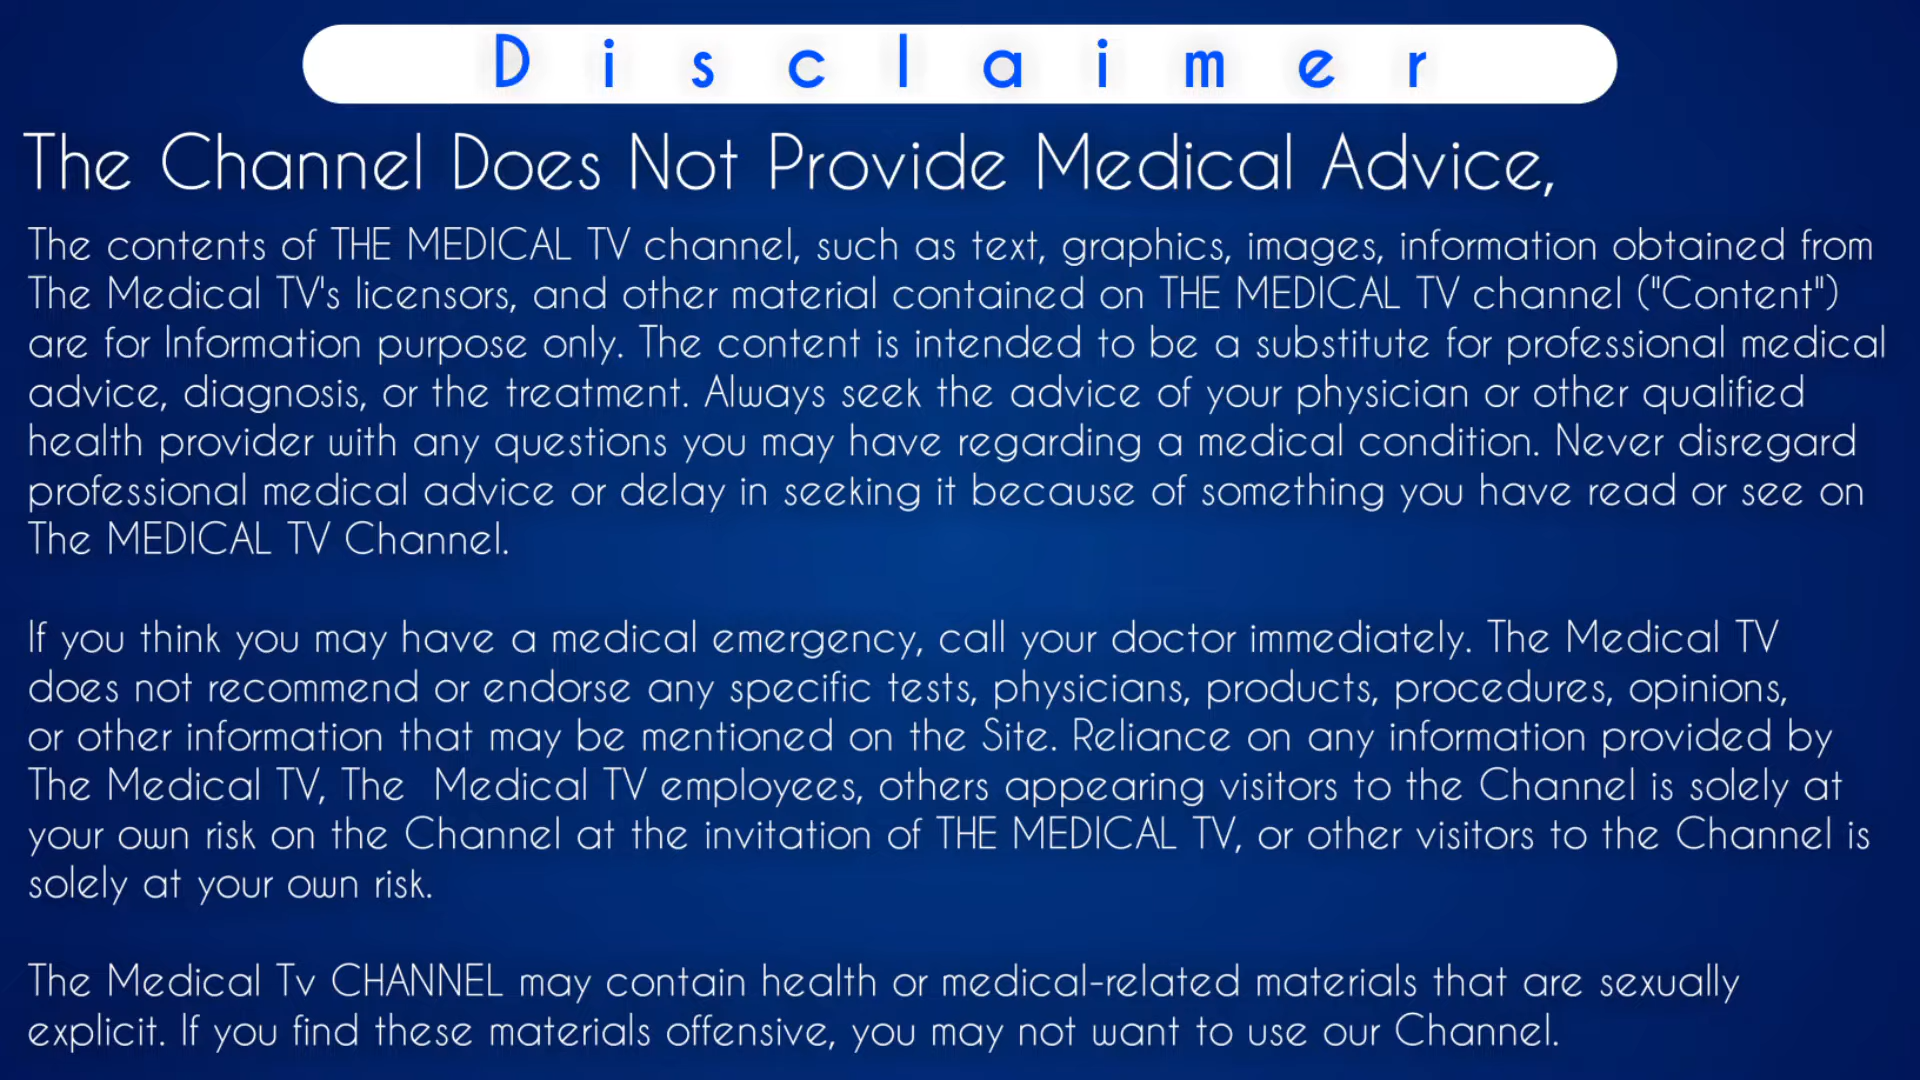 Disclaimer
The Channel Does Not Provide Medical Advice,
The contents of THE MEDICAL TV channel, such as text, graphics, images, information obtained from
The Medical TV's licensors, and other material contained on THE MEDICAL TV channel ("Content")
are for Information purpose only. The content is intended to be a substitute for professional medical
advice, diagnosis, or the treatment. Always seek the advice of your physician or other qualified
health provider with any questions you may have regarding a medical condition. Never disregard
professional medical advice or delay in seeking it because of something you have read or see on
The MEDICAL TV Channel.
If you think you may have a medical emergency, call your doctor immediately. The Medical TV
does not recommend or endorse any specific tests, physicians, products, procedures, opinions,
or other information that may be mentioned on the Site. Reliance on any information provided by
The Medical TV, The Medical TV employees, others appearing visitors to the Channel is solely at
your own risk on the Channel at the invitation of THE MEDICAL TV, or other visitors to the Channel is
solely at your own risk.
The Medical Tv CHANNEL may contain health or medical-related materials that are sexually
explicit. If you find these materials offensive, you may not want to use our Channel.